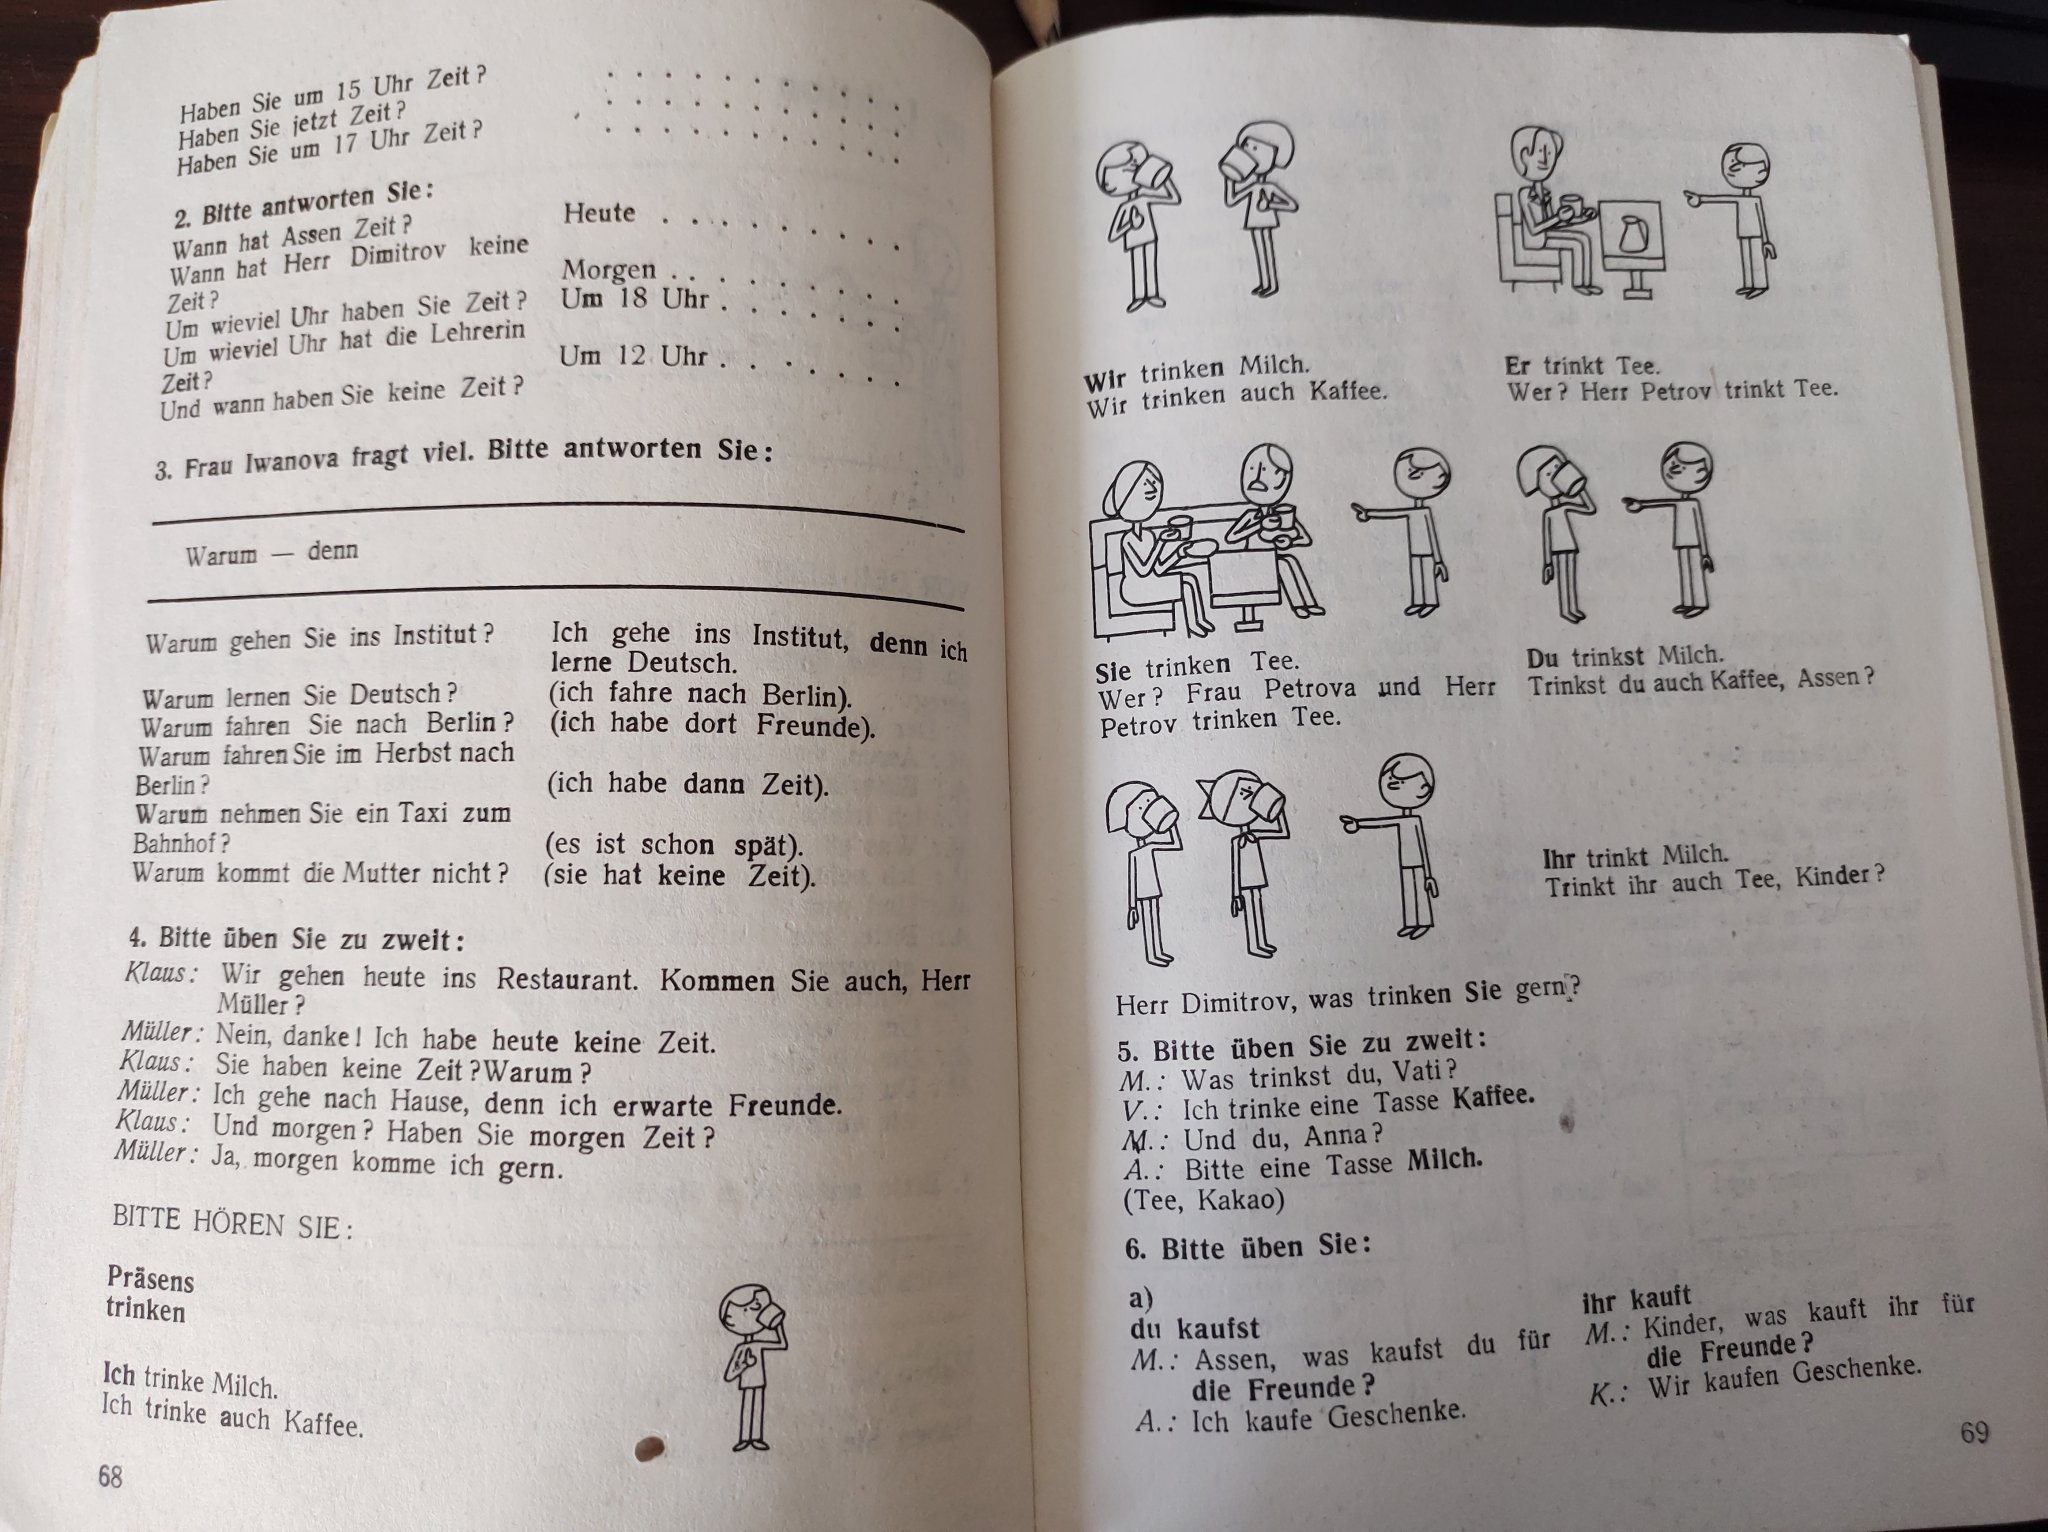 Haben Sie um 15 Uhr Zeit? . . . . . . . . . . .
Haben Sie jetzt Zeit? . . . . . . . . . . .
Haben Sie um 17 Uhr Zeit? . . . . . . . . . . .
2. Bitte antworten Sie:
Wann hat Assen Zeit? Heute . . . . . . . . .
Wann hat Herr Dimitrov keine
Zeit? Morgen . . . . . . . . .
Um wieviel Uhr haben Sie Zeit? Um 18 Uhr . . . . . . .
Um wieviel Uhr hat die Lehrerin
Zeit? Um 12 Uhr . . . . . . .
Und wann haben Sie keine Zeit?
3. Frau Iwanova fragt viel. Bitte antworten Sie:
Warum — denn
Warum gehen Sie ins Institut? Ich gehe ins Institut, denn ich
lerne Deutsch.
Warum lernen Sie Deutsch? (ich fahre nach Berlin).
Warum fahren Sie nach Berlin? (ich habe dort Freunde).
Warum fahren Sie im Herbst nach
Berlin? (ich habe dann Zeit).
Warum nehmen Sie ein Taxi zum
Bahnhof? (es ist schon spät).
Warum kommt die Mutter nicht? (sie hat keine Zeit).
4. Bitte üben Sie zu zweit:
Klaus: Wir gehen heute ins Restaurant. Kommen Sie auch, Herr
Müller?
Müller: Nein, danke! Ich habe heute keine Zeit.
Klaus: Sie haben keine Zeit? Warum?
Müller: Ich gehe nach Hause, denn ich erwarte Freunde.
Klaus: Und morgen? Haben Sie morgen Zeit?
Müller: Ja, morgen komme ich gern.
BITTE HÖREN SIE:
Präsens
trinken
Ich trinke Milch.
Ich trinke auch Kaffee.
68
Wir trinken Milch.
Wir trinken auch Kaffee.
Er trinkt Tee.
Wer? Herr Petrov trinkt Tee.
Sie trinken Tee.
Wer? Frau Petrova und Herr
Petrov trinken Tee.
Du trinkst Milch.
Trinkst du auch Kaffee, Assen?
Ihr trinkt Milch.
Trinkt ihr auch Tee, Kinder?
Herr Dimitrov, was trinken Sie gern?
5. Bitte üben Sie zu zweit:
M.: Was trinkst du, Vati?
V.: Ich trinke eine Tasse Kaffee.
M.: Und du, Anna?
A.: Bitte eine Tasse Milch.
(Tee, Kakao)
6. Bitte üben Sie:
a)
du kaufst
M.: Assen, was kaufst du für
die Freunde?
A.: Ich kaufe Geschenke.
ihr kauft
M.: Kinder, was kauft ihr für
die Freunde?
K.: Wir kaufen Geschenke.
69